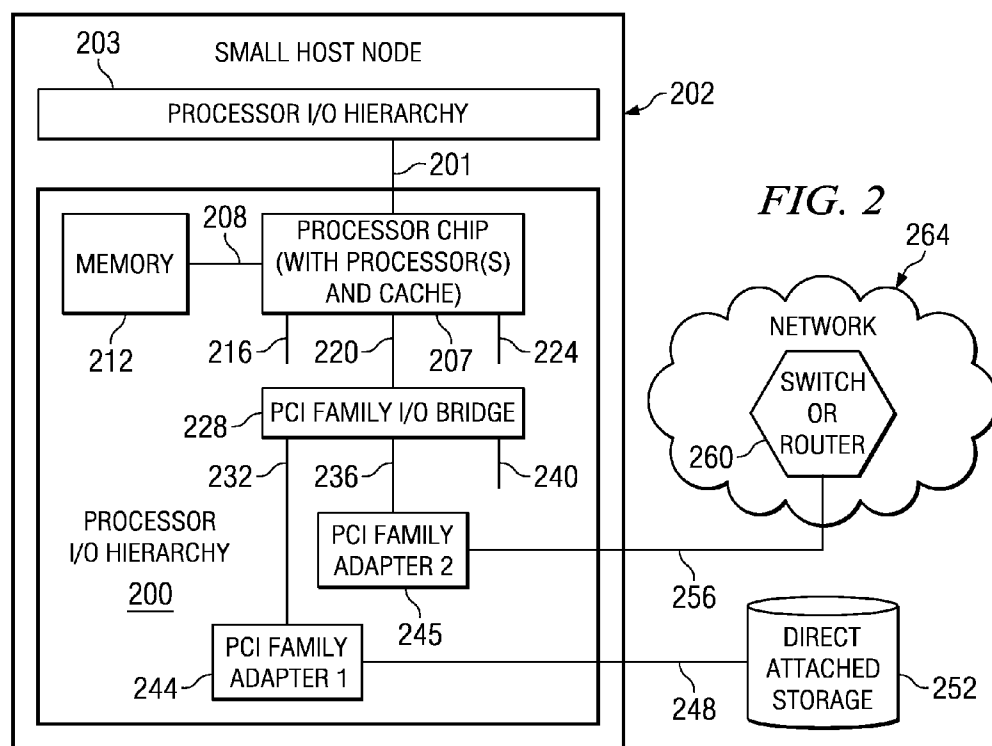 203
SMALL HOST NODE
PROCESSOR I/O HIERARCHY
202
201
FIG. 2
MEMORY
208
PROCESSOR CHIP
(WITH PROCESSOR(S)
AND CACHE)
264
212
216
220
207
224
NETWORK
SWITCH
OR
ROUTER
260
228
PCI FAMILY I/O BRIDGE
232
236
240
PROCESSOR
I/O HIERARCHY
200
PCI FAMILY
ADAPTER 2
245
256
PCI FAMILY
ADAPTER 1
244
248
DIRECT
ATTACHED
STORAGE
252